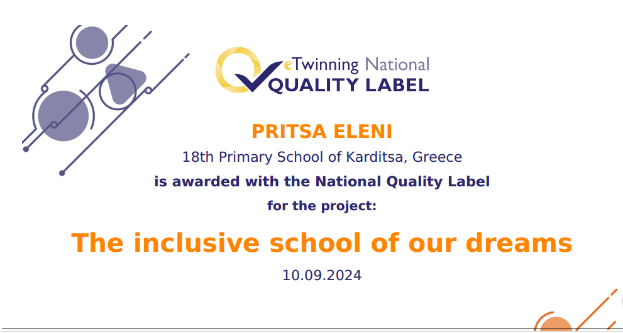 eTwinning National
QUALITY LABEL
PRITSA ELENI
18th Primary School of Karditsa, Greece
is awarded with the National Quality Label
for the project:
The inclusive school of our dreams
10.09.2024